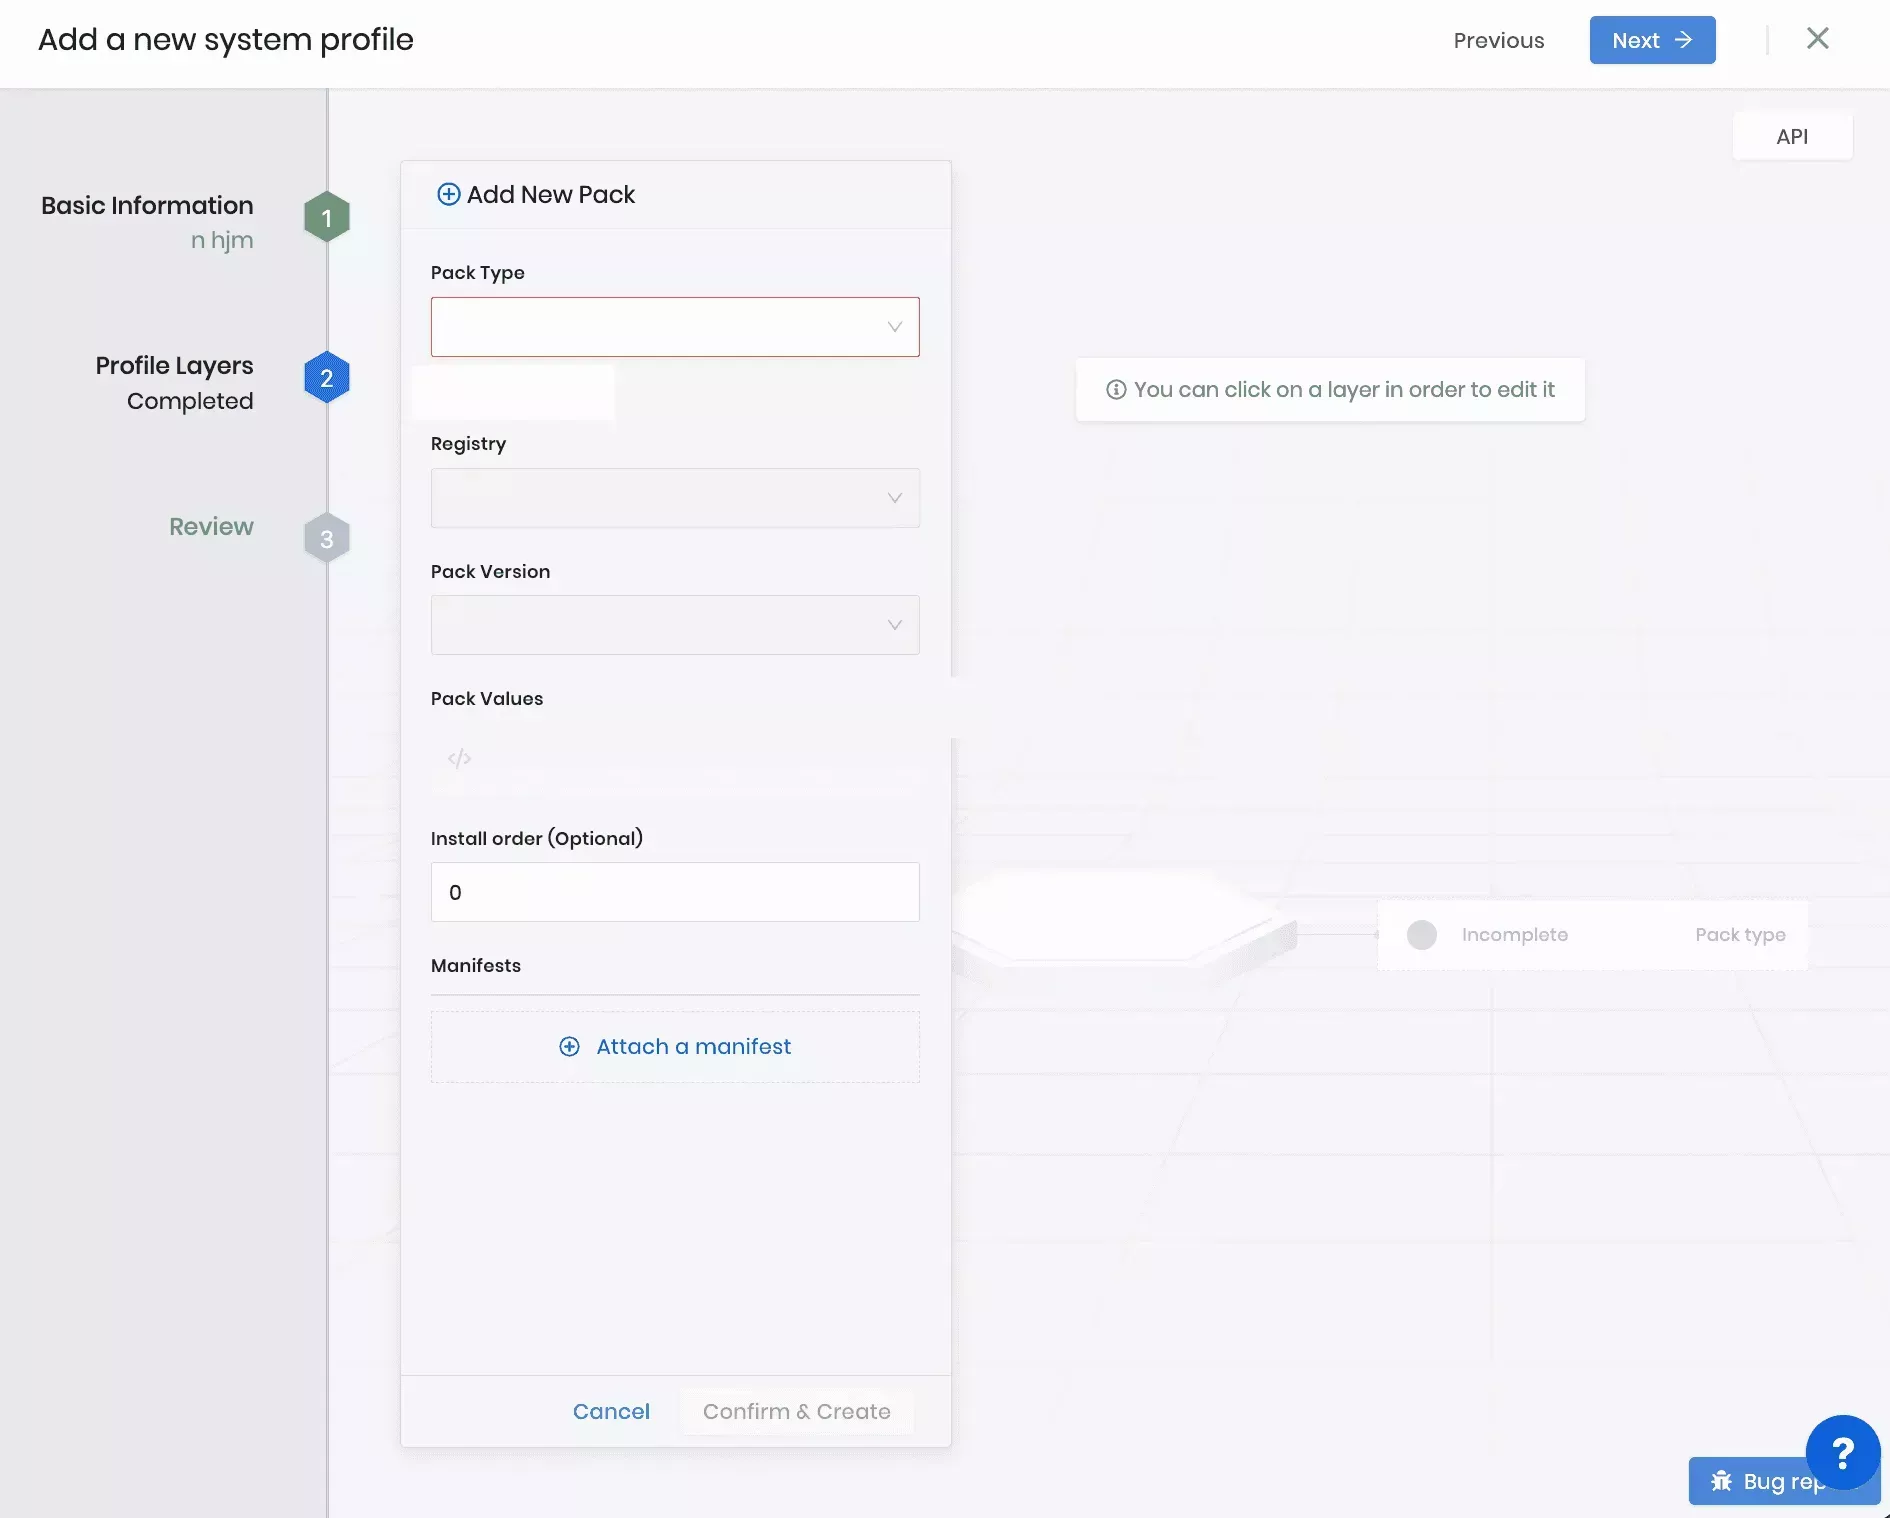 Add a new system profile
Previous
Next
API
Basic Information
n hjm
1
Profile Layers
Completed
2
Review
3
Add New Pack
Pack Type
Registry
Pack Version
Pack Values
</>
Install order (Optional)
0
Manifests
Attach a manifest
Cancel
Confirm & Create
You can click on a layer in order to edit it
Incomplete
Pack type
?
Bug rep